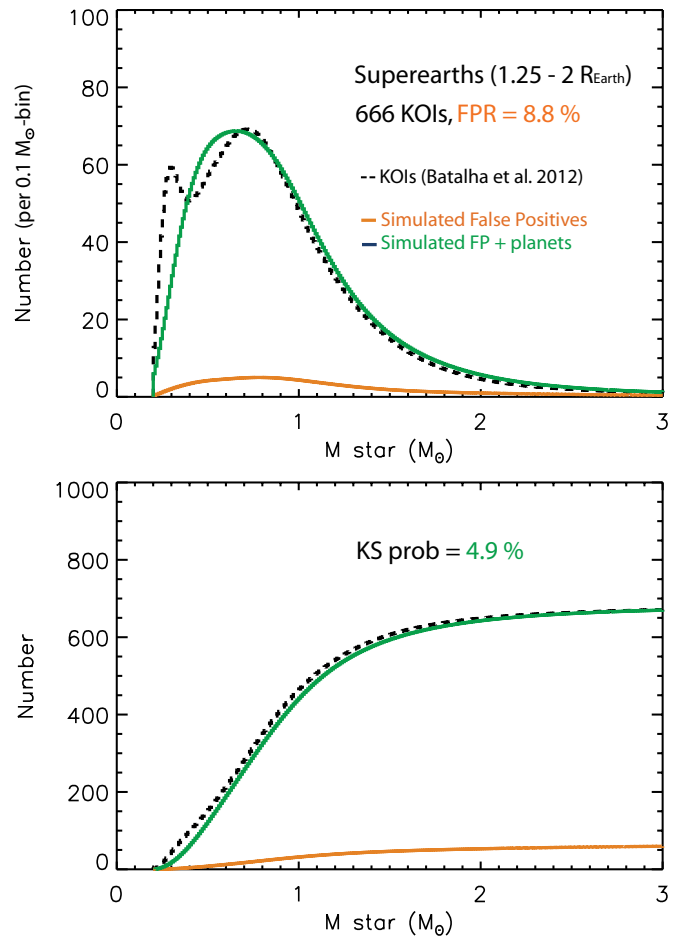 100
80
60
40
20
0
Number (per 0.1 M☉-bin)
Superearths (1.25 - 2 REarth)
666 KOIs, FPR = 8.8 %
KOIs (Batalha et al. 2012)
Simulated False Positives
Simulated FP + planets
0 1 2 3
M star (M☉)
1000
800
600
400
200
0
Number
KS prob = 4.9 %
0 1 2 3
M star (M☉)